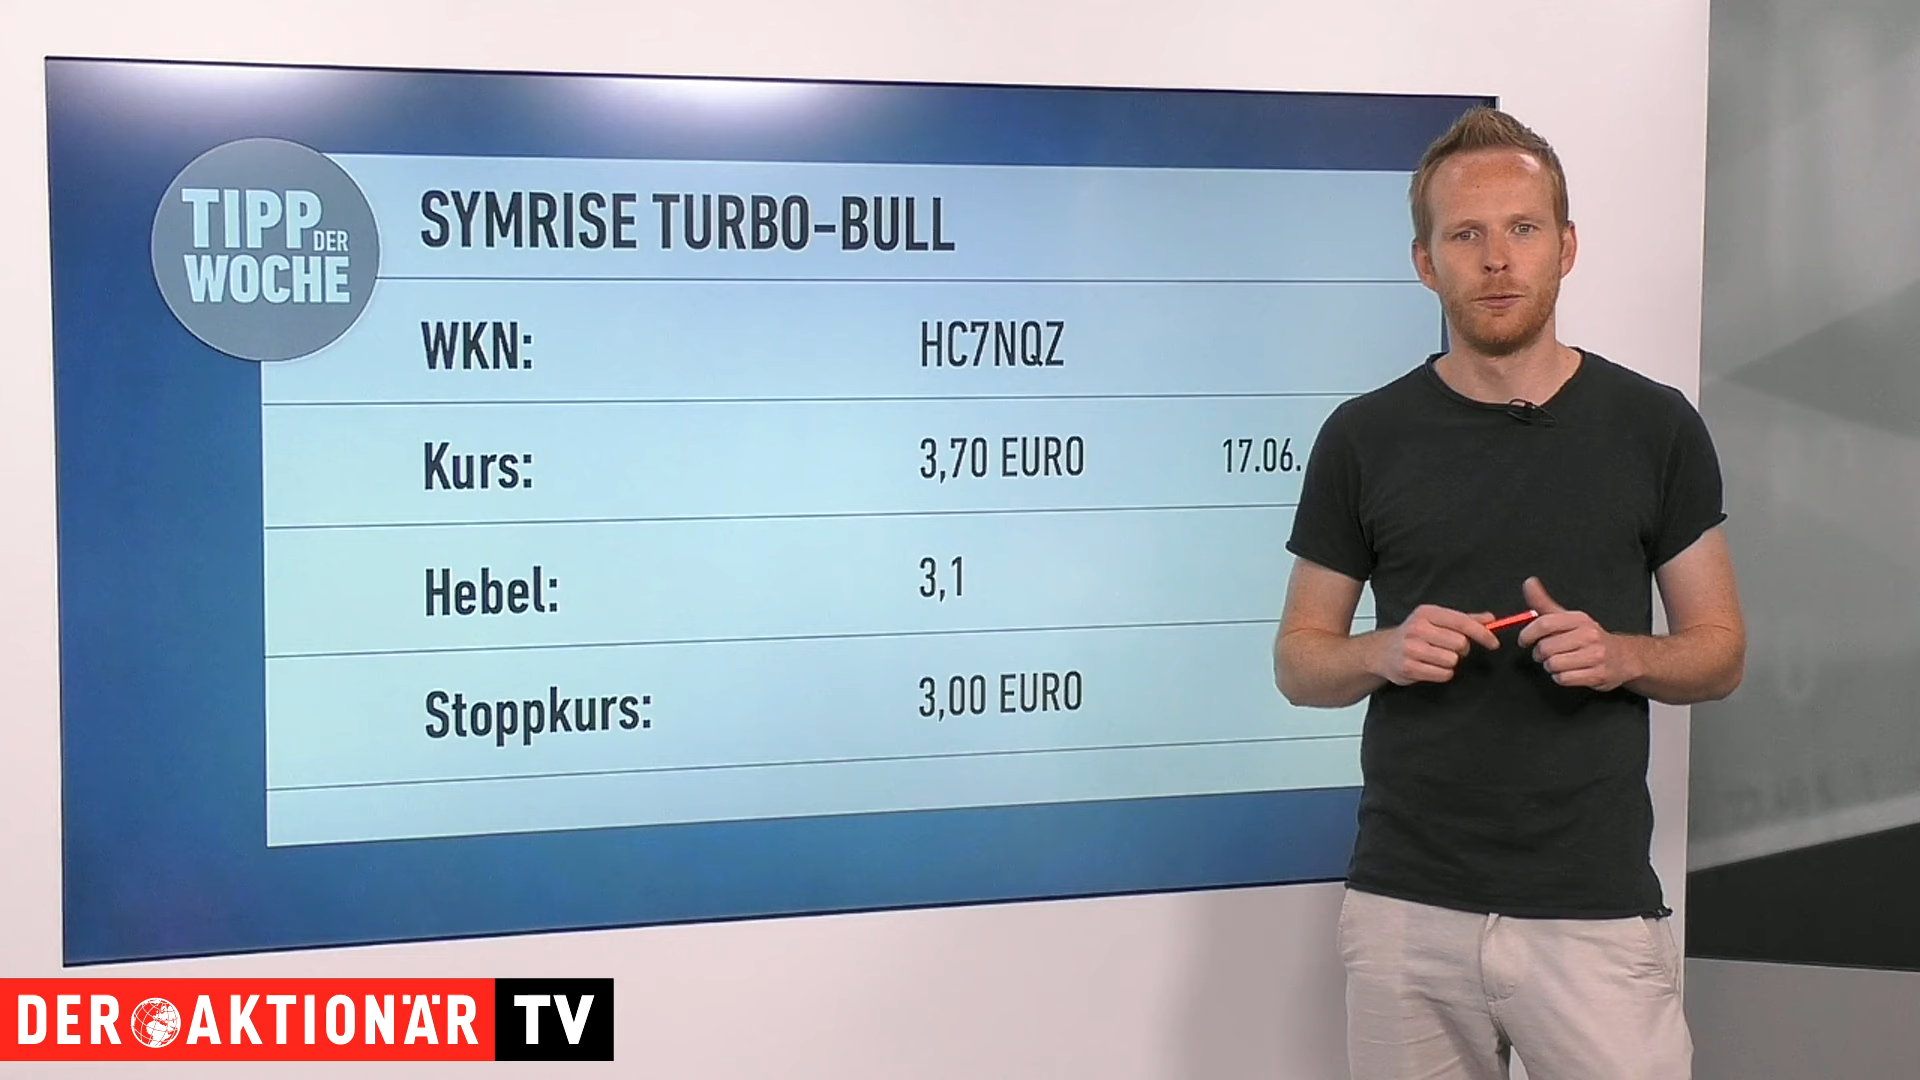 TIPP DER
WOCHE
SYMRISE TURBO-BULL
WKN: HC7NQZ
Kurs: 3,70 EURO 17.06.
Hebel: 3,1
Stoppkurs: 3,00 EURO
DER AKTIONÄR TV